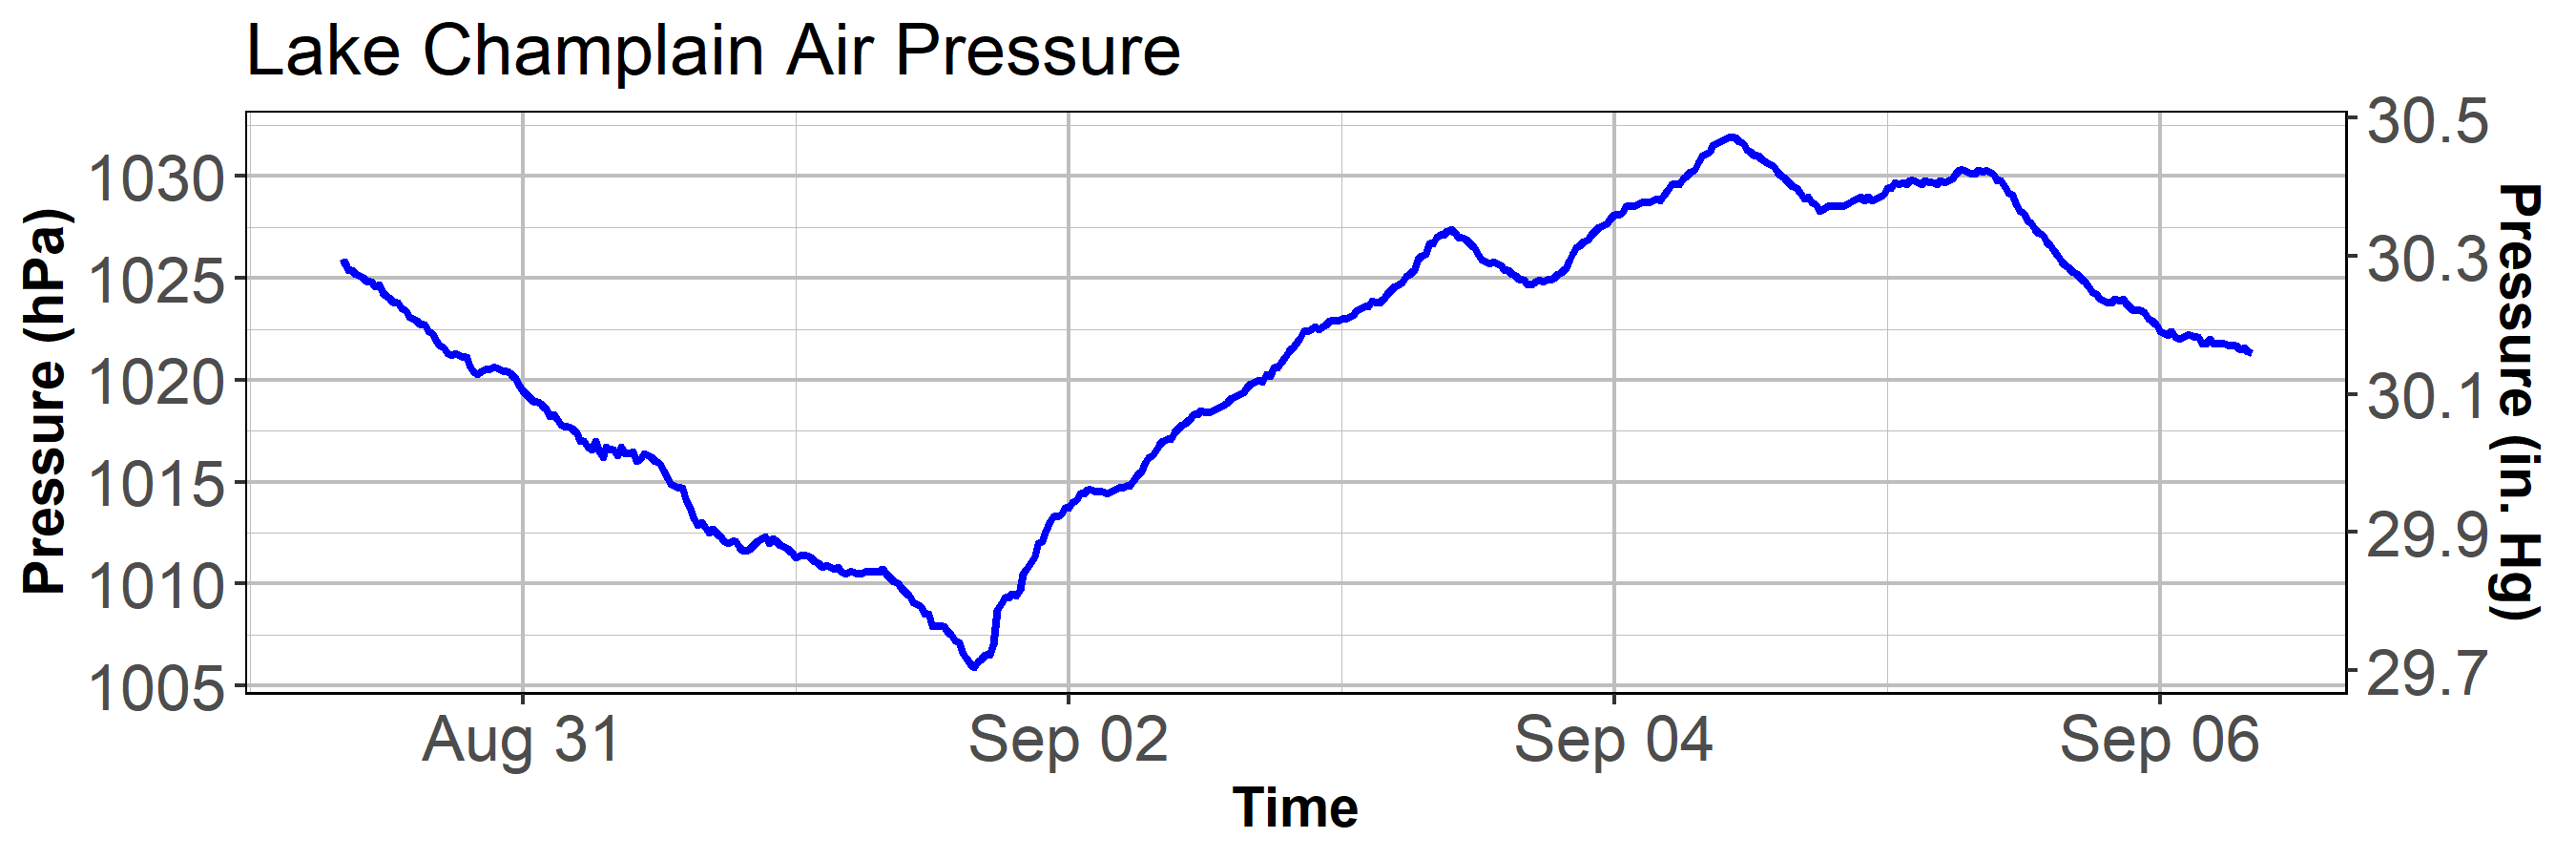 Lake Champlain Air Pressure
Pressure (hPa)
1030
1025
1020
1015
1010
1005
30.5
30.3
30.1
29.9
29.7
Pressure (in. Hg)
Aug 31
Sep 02
Sep 04
Sep 06
Time